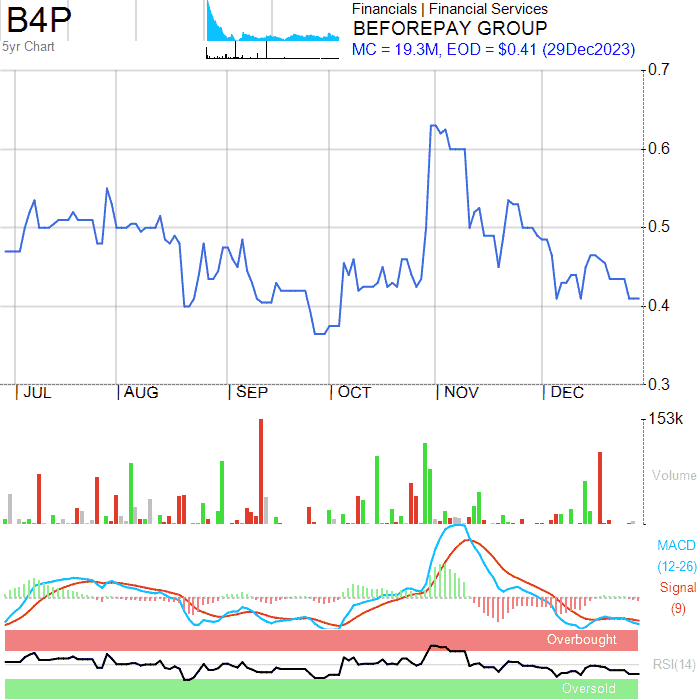 B4P
5yr Chart
Financials | Financial Services
BEFOREPAY GROUP
MC = 19.3M, EOD = $0.41 (29Dec2023)
0.7
0.6
0.5
0.4
0.3
JUL AUG SEP OCT NOV DEC
153k
Volume
MACD
(12-26)
Signal
(9)
Overbought
RSI(14)
Oversold